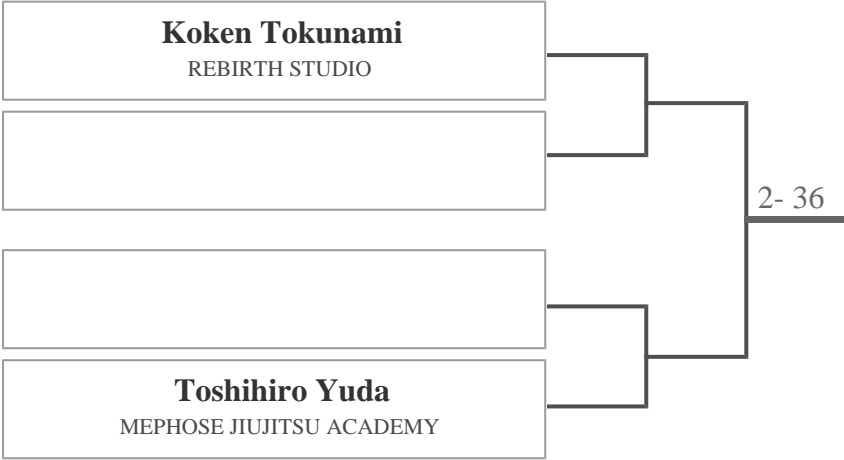 Koken Tokunami
REBIRTH STUDIO
2- 36
Toshihiro Yuda
MEPHOSE JIUJITSU ACADEMY